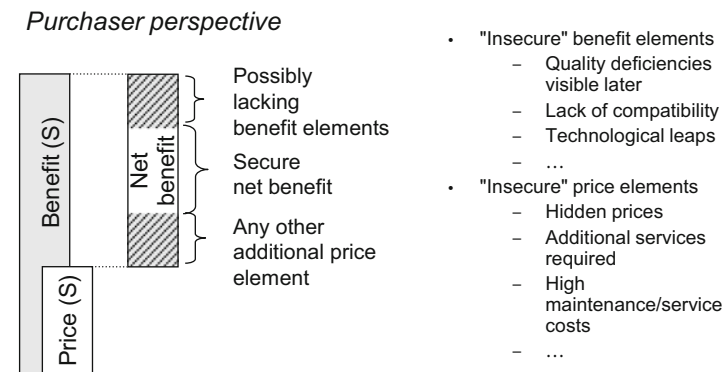 Purchaser perspective
Benefit (S)
Price (S)
Net
benefit
Possibly
lacking
benefit elements
Secure
net benefit
Any other
additional price
element
• "Insecure" benefit elements
– Quality deficiencies
visible later
– Lack of compatibility
– Technological leaps
– …
• "Insecure" price elements
– Hidden prices
– Additional services
required
– High
maintenance/service
costs
– …